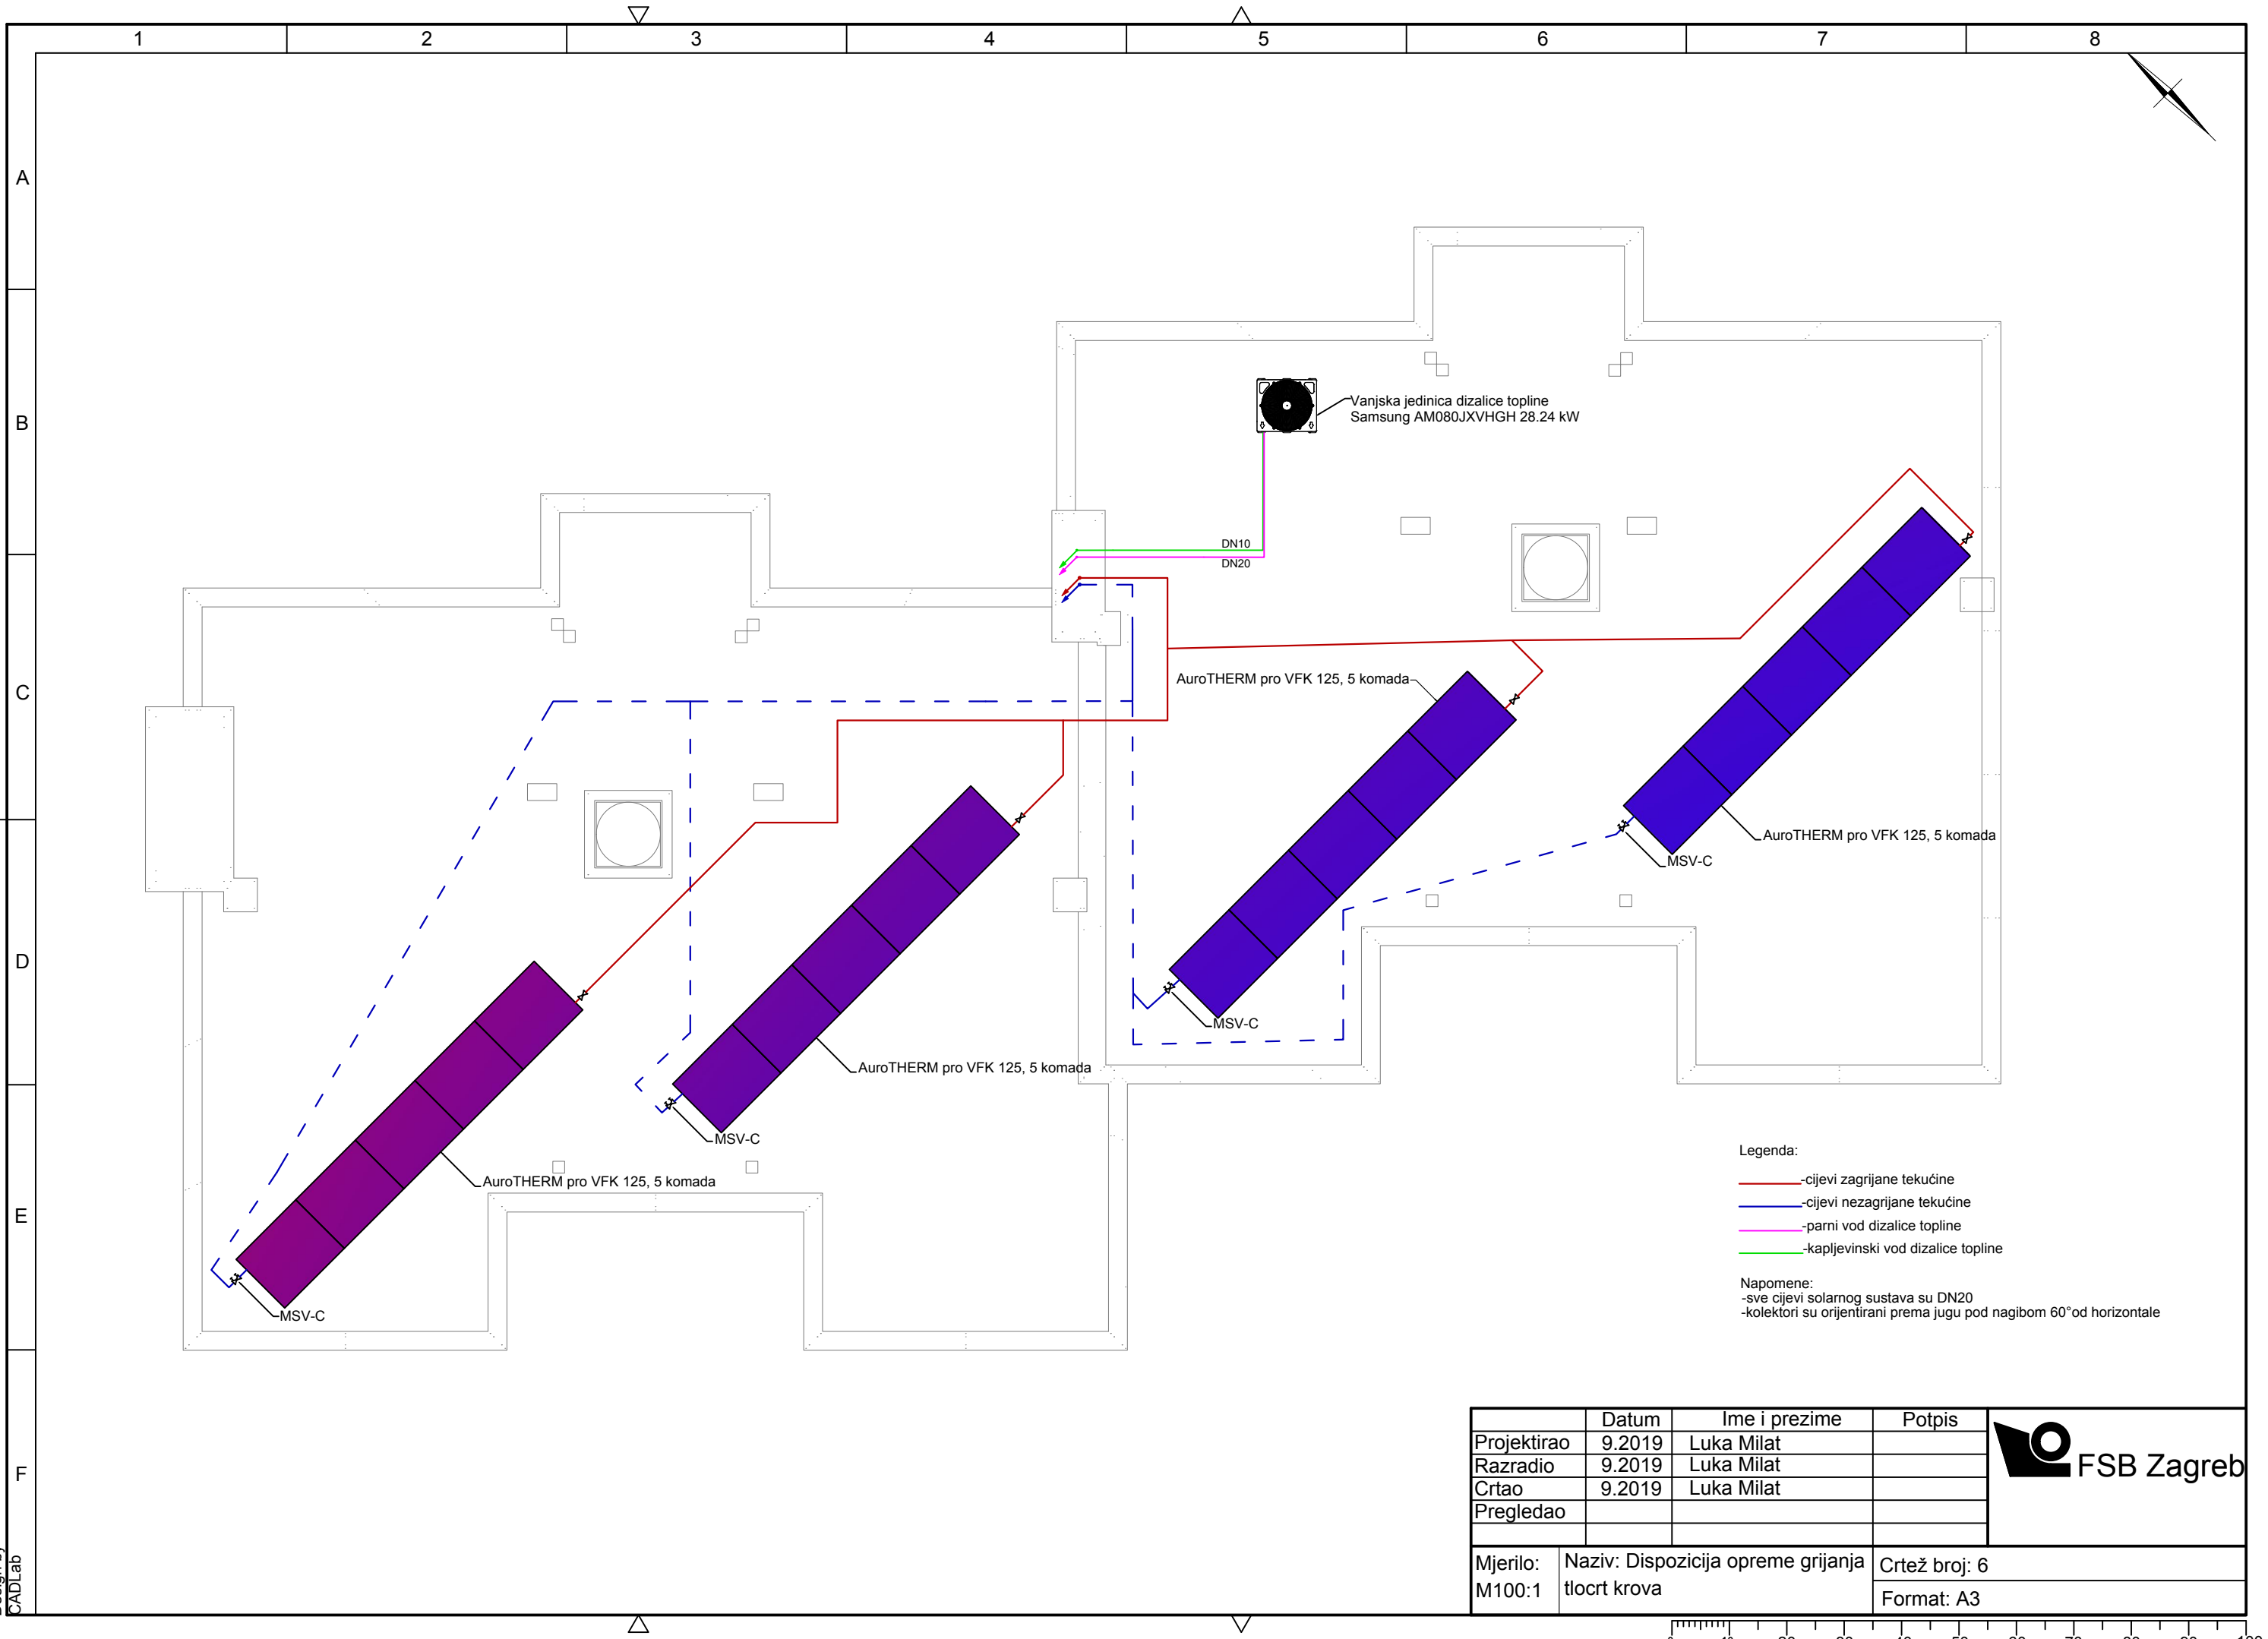 1 2 3 4 5 6 7 8
A
B
C
D
E
F
Vanjska jedinica dizalice topline
Samsung AM080JXVHGH 28.24 kW
DN10
DN20
AuroTHERM pro VFK 125, 5 komada
AuroTHERM pro VFK 125, 5 komada
MSV-C
MSV-C
AuroTHERM pro VFK 125, 5 komada
MSV-C
AuroTHERM pro VFK 125, 5 komada
MSV-C
Legenda:
-cijevi zagrijane tekućine
-cijevi nezagrijane tekućine
-parni vod dizalice topline
-kapljevinski vod dizalice topline
Napomene:
-sve cijevi solarnog sustava su DN20
-kolektori su orijentirani prema jugu pod nagibom 60°od horizontale
Datum Ime i prezime Potpis
Projektirao 9.2019 Luka Milat
Razradio 9.2019 Luka Milat
Crtao 9.2019 Luka Milat
Pregledao
FSB Zagreb
Mjerilo:
M100:1
Naziv: Dispozicija opreme grijanja
tlocrt krova
Crtež broj: 6
Format: A3
CADLab